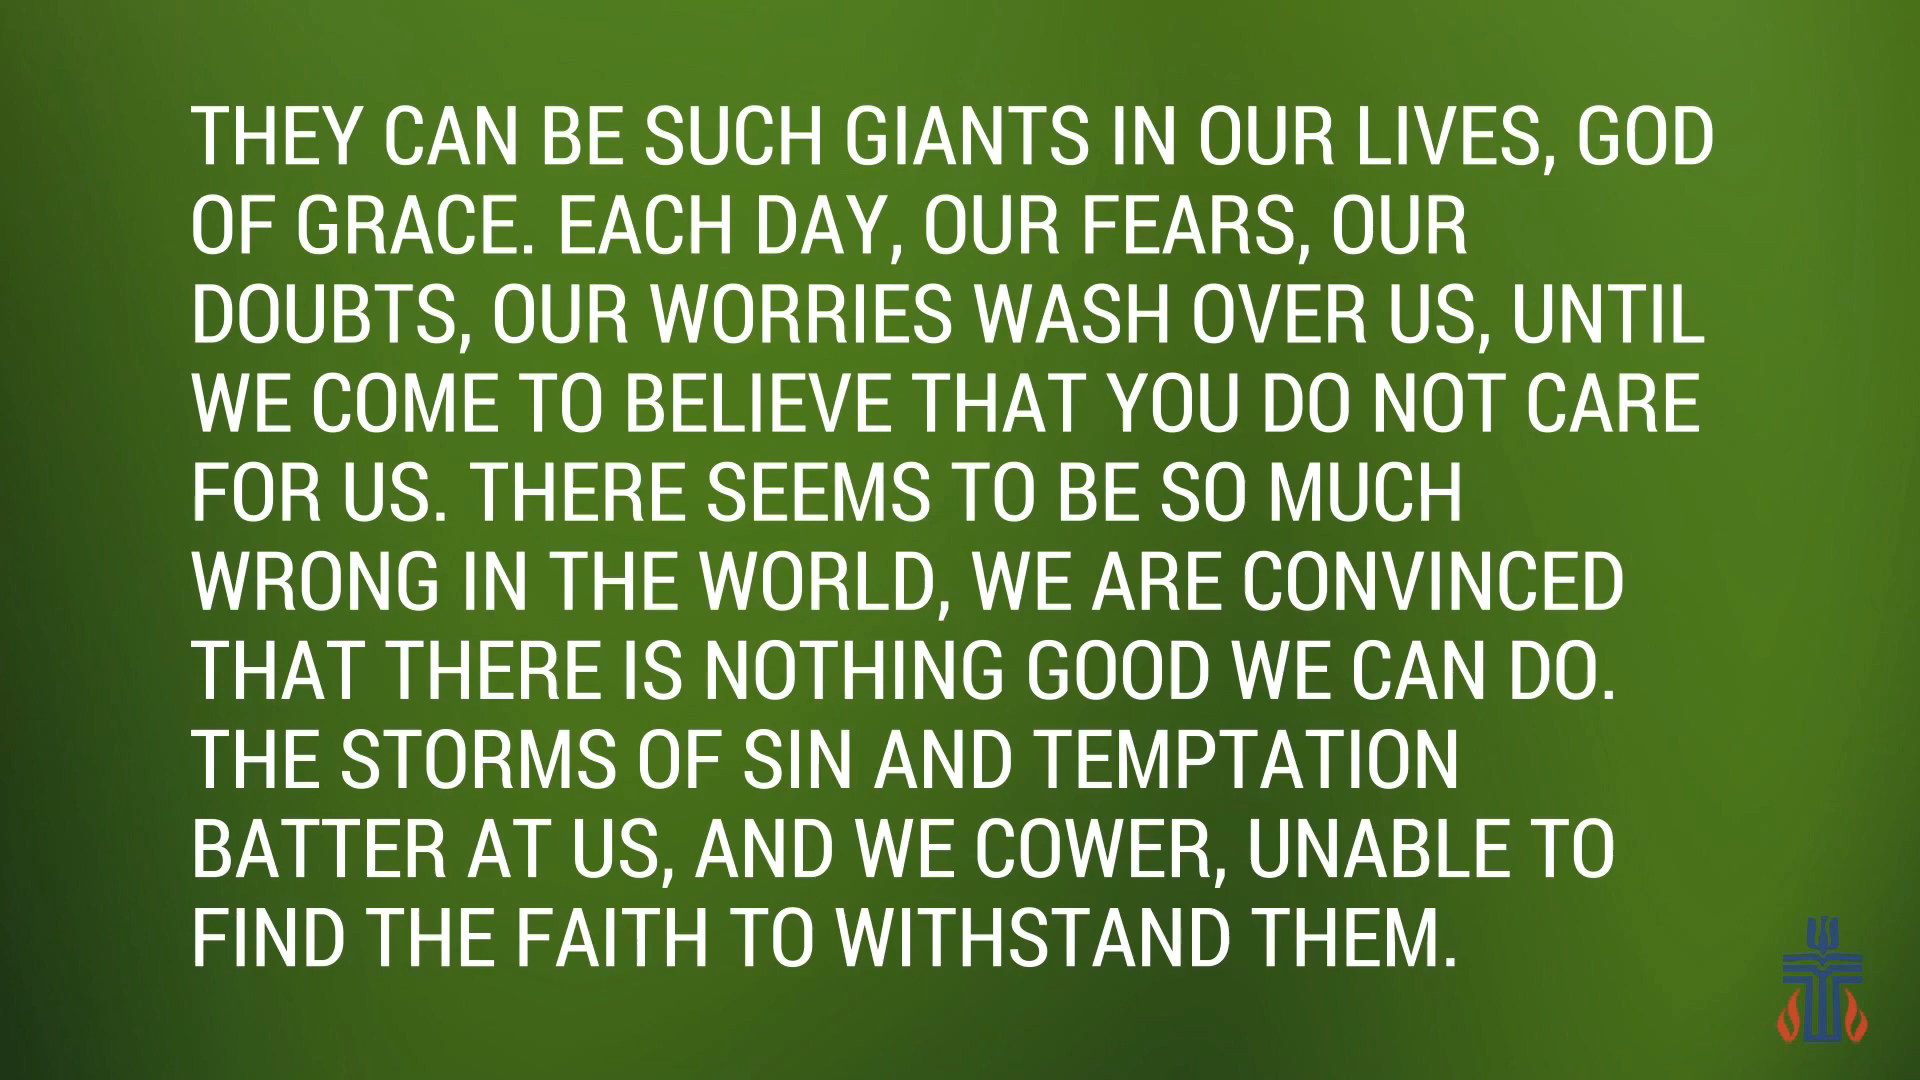 THEY CAN BE SUCH GIANTS IN OUR LIVES, GOD
OF GRACE. EACH DAY, OUR FEARS, OUR
DOUBTS, OUR WORRIES WASH OVER US, UNTIL
WE COME TO BELIEVE THAT YOU DO NOT CARE
FOR US. THERE SEEMS TO BE SO MUCH
WRONG IN THE WORLD, WE ARE CONVINCED
THAT THERE IS NOTHING GOOD WE CAN DO.
THE STORMS OF SIN AND TEMPTATION
BATTER AT US, AND WE COWER, UNABLE TO
FIND THE FAITH TO WITHSTAND THEM.